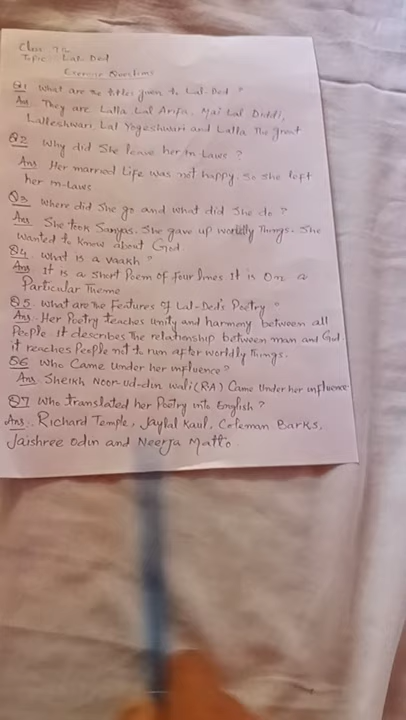 Class 7th
Topic: Lal-Ded
Exercise Questions
Q1 What are the titles given to Lal-Ded?
Ans They are Lalla Lal Arifa, Mai Lal Diddi,
Lalleshwari, Lal Yogeshwari and Lalla the great
Q2 Why did She leave her in-Laws?
Ans Her married Life was not happy. So she left
her in-Laws
Q3 Where did She go and what did She do?
Ans She took Sanyas. She gave up worldly Things. She
wanted to know about God
Q4 What is a vaakh?
Ans It is a Short Poem of four lines It is on a
Particular Theme
Q5 What are the Features of Lal-Ded's Poetry?
Ans. Her Poetry teaches unity and harmony between all
People. It describes the relationship between man and God.
it teaches People not to run after worldly things.
Q6 Who Came Under her influence?
Ans Sheikh Noor-ud-din wali(RA) Came Under her influence
Q7 Who translated her Poetry into English?
Ans.. Richard Temple, Jaylal Kaul, Coleman Barks,
Jaishree Odin and Neerja Matto.